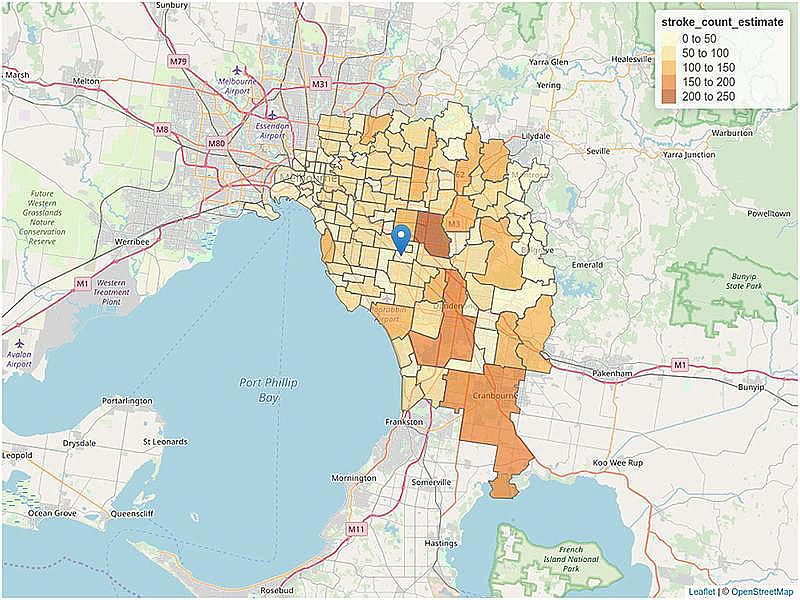 Sunbury
stroke_count_estimate
0 to 50
50 to 100
100 to 150
150 to 200
200 to 250
M79
Yarra Glen
Healesville
Marsh
Melton
Melbourne
Airport
M31
Yering
Essendon
Airport
M8
M80
Lilydale
Warburton
Seville
Yarra Junction
Melbourne
62
Montrose
Future
Western
Grasslands
Nature
Conservation
Reserve
Powelltown
M3
Werribee
Belgrave
Emerald
M1
Western
Treatment
Plant
Bunyip
State Park
Dandenong
Moorabbin
Airport
Avalon
Airport
M1
Pakenham
Bunyip
Port Phillip
Bay
Portarlington
Cranbourne
Frankston
Drysdale
St Leonards
Leopold
Koo Wee Rup
Mornington
Somerville
Ocean Grove
Queenscliff
M11
Hastings
French
Island National
Park
Rosebud
Leaflet | © OpenStreetMap